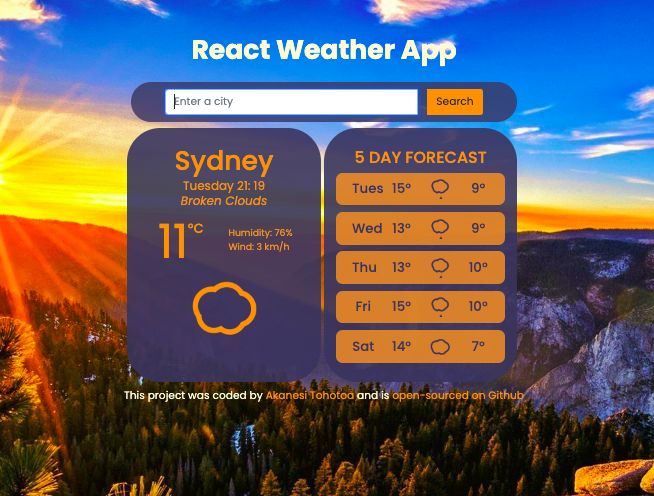 React Weather App
Enter a city
Search
Sydney
Tuesday 21: 19
Broken Clouds
11°C
Humidity: 76%
Wind: 3 km/h
5 DAY FORECAST
Tues 15° 9°
Wed 13° 9°
Thu 13° 10°
Fri 15° 10°
Sat 14° 7°
This project was coded by Akanesi Tohotoa and is open-sourced on Github